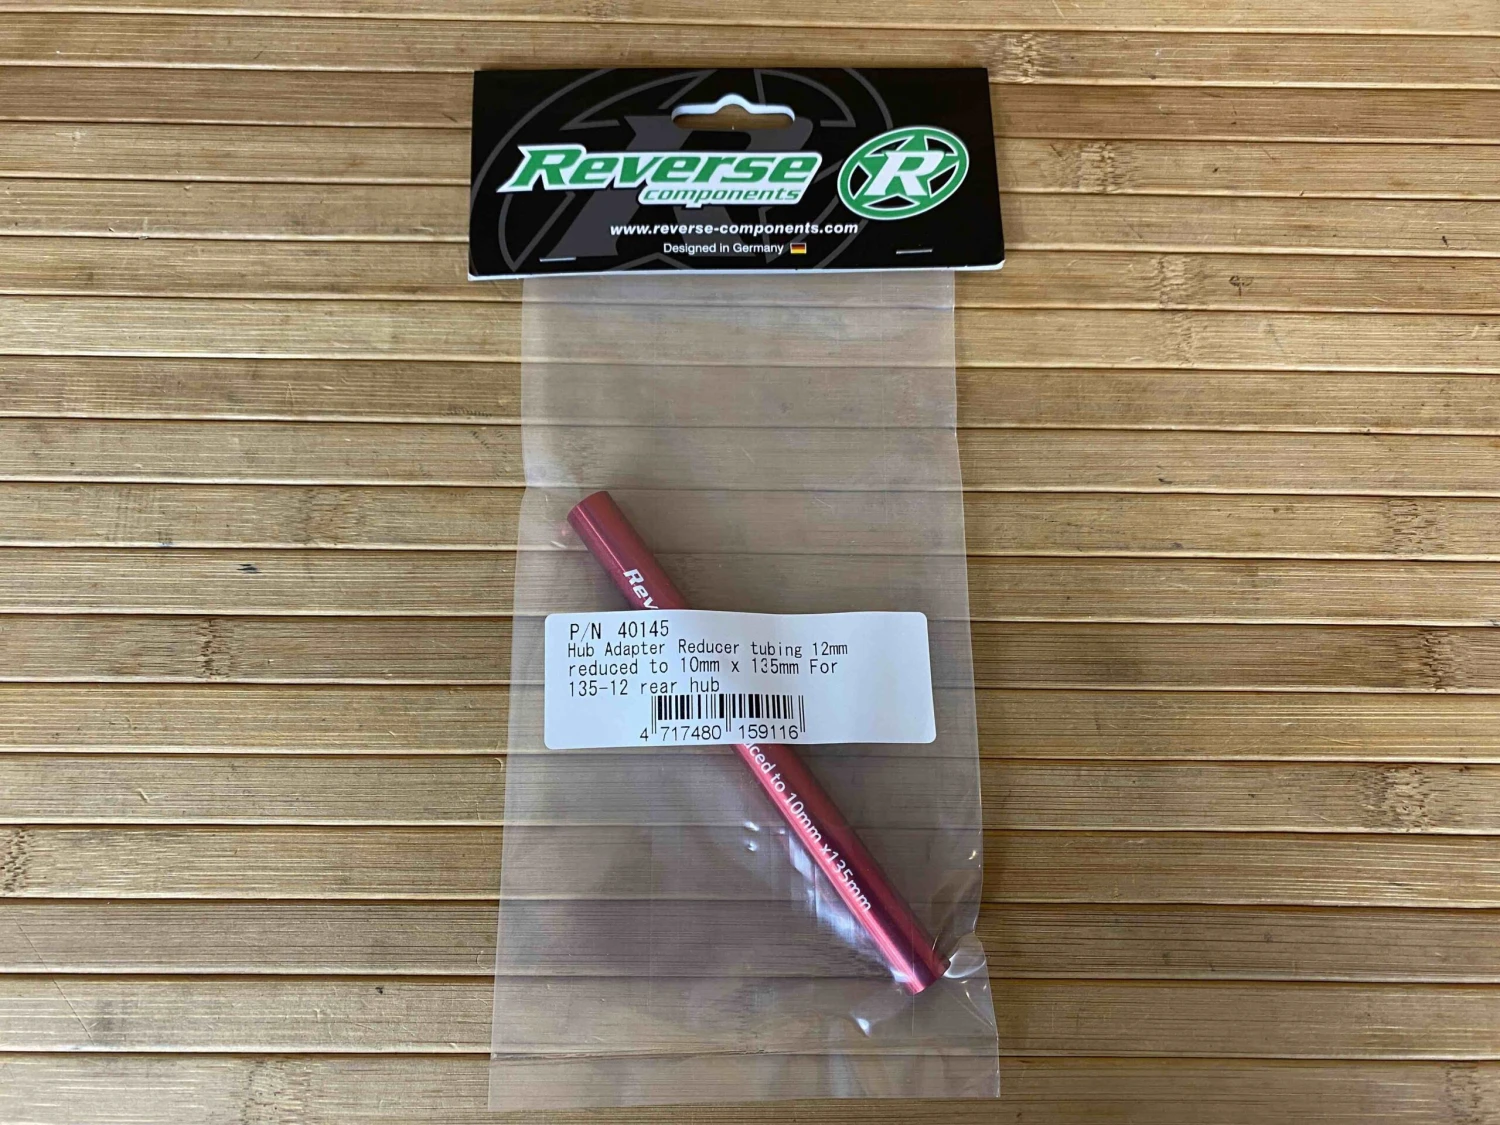 Reverse
components
R
www.reverse-components.com
Designed in Germany
Rev
P/N 40145
Hub Adapter Reducer tubing 12mm
reduced to 10mm x 135mm For
135-12 rear hub
4 717480 159116
uced to 10mm x135mm